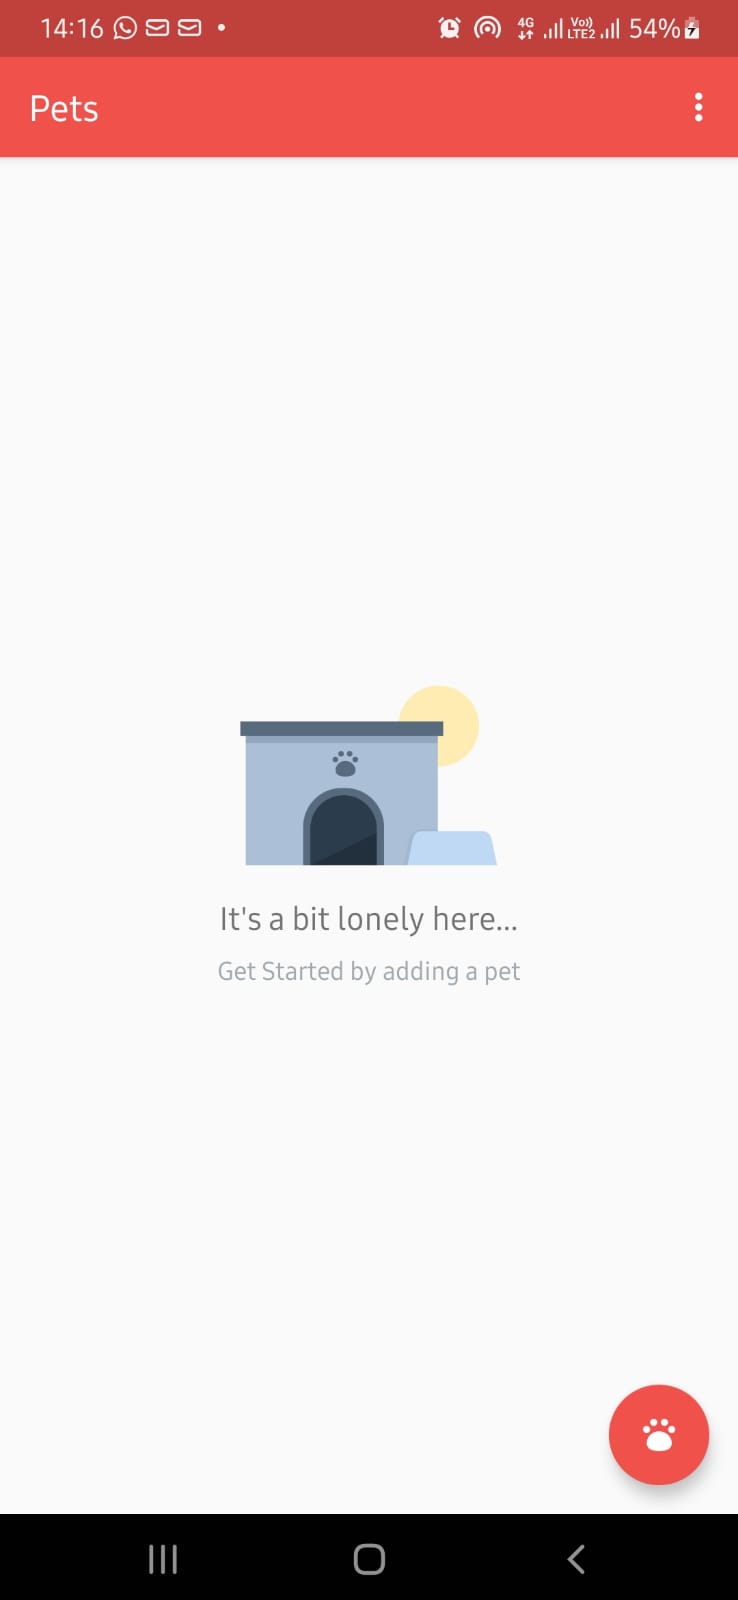 14:16 4G Vo)) LTE2 54%
Pets
It's a bit lonely here...
Get Started by adding a pet